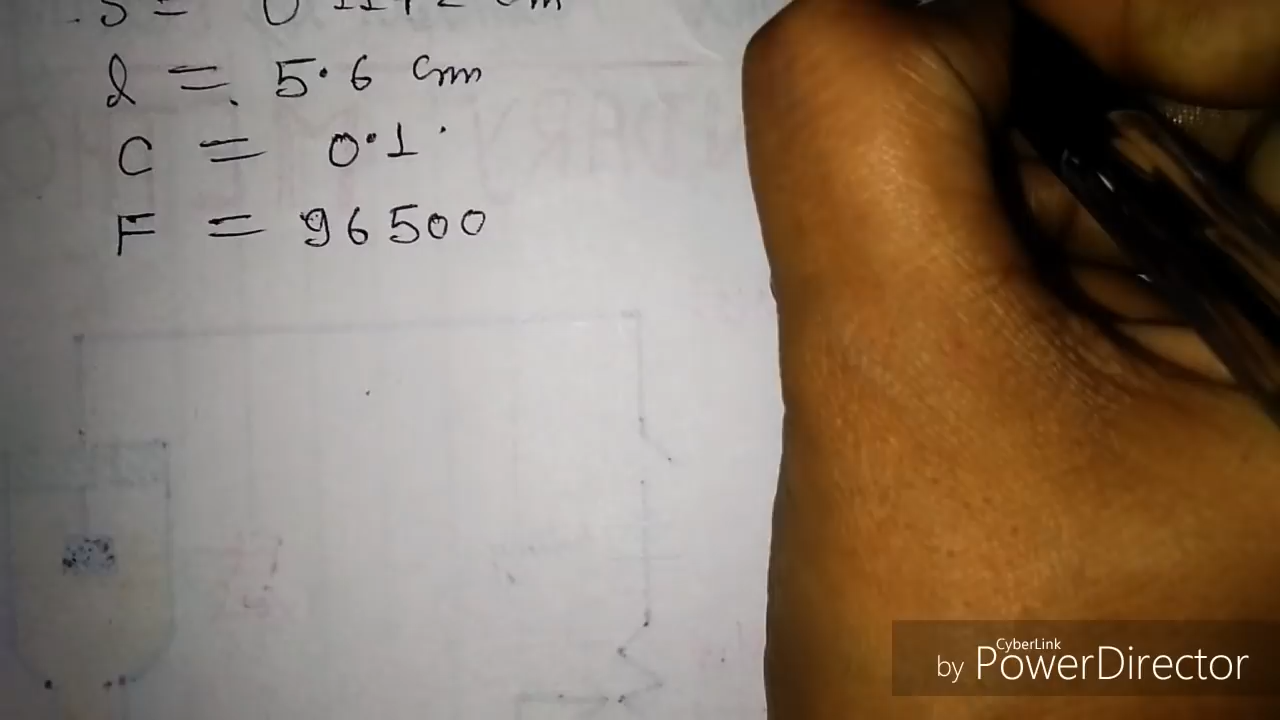 l = 5.6 cm
C = 0.1
F = 96500
CyberLink
by PowerDirector